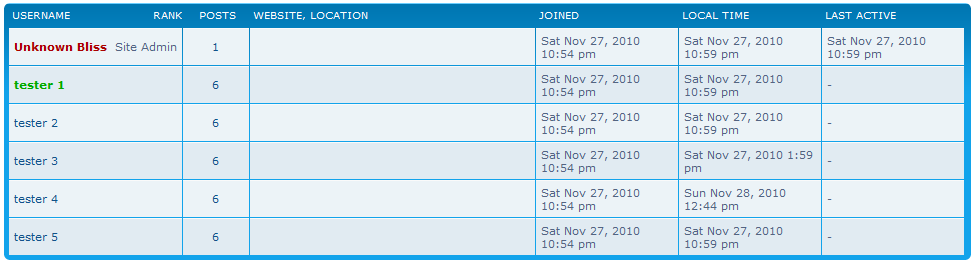 USERNAME RANK POSTS WEBSITE, LOCATION JOINED LOCAL TIME LAST ACTIVE
Unknown Bliss Site Admin 1 Sat Nov 27, 2010 Sat Nov 27, 2010 Sat Nov 27, 2010
10:54 pm 10:59 pm 10:59 pm
tester 1 6 Sat Nov 27, 2010 Sat Nov 27, 2010 -
10:54 pm 10:59 pm
tester 2 6 Sat Nov 27, 2010 Sat Nov 27, 2010 -
10:54 pm 10:59 pm
tester 3 6 Sat Nov 27, 2010 Sat Nov 27, 2010 1:59 -
10:54 pm pm
tester 4 6 Sat Nov 27, 2010 Sun Nov 28, 2010 -
10:54 pm 12:44 pm
tester 5 6 Sat Nov 27, 2010 Sat Nov 27, 2010 -
10:54 pm 10:59 pm